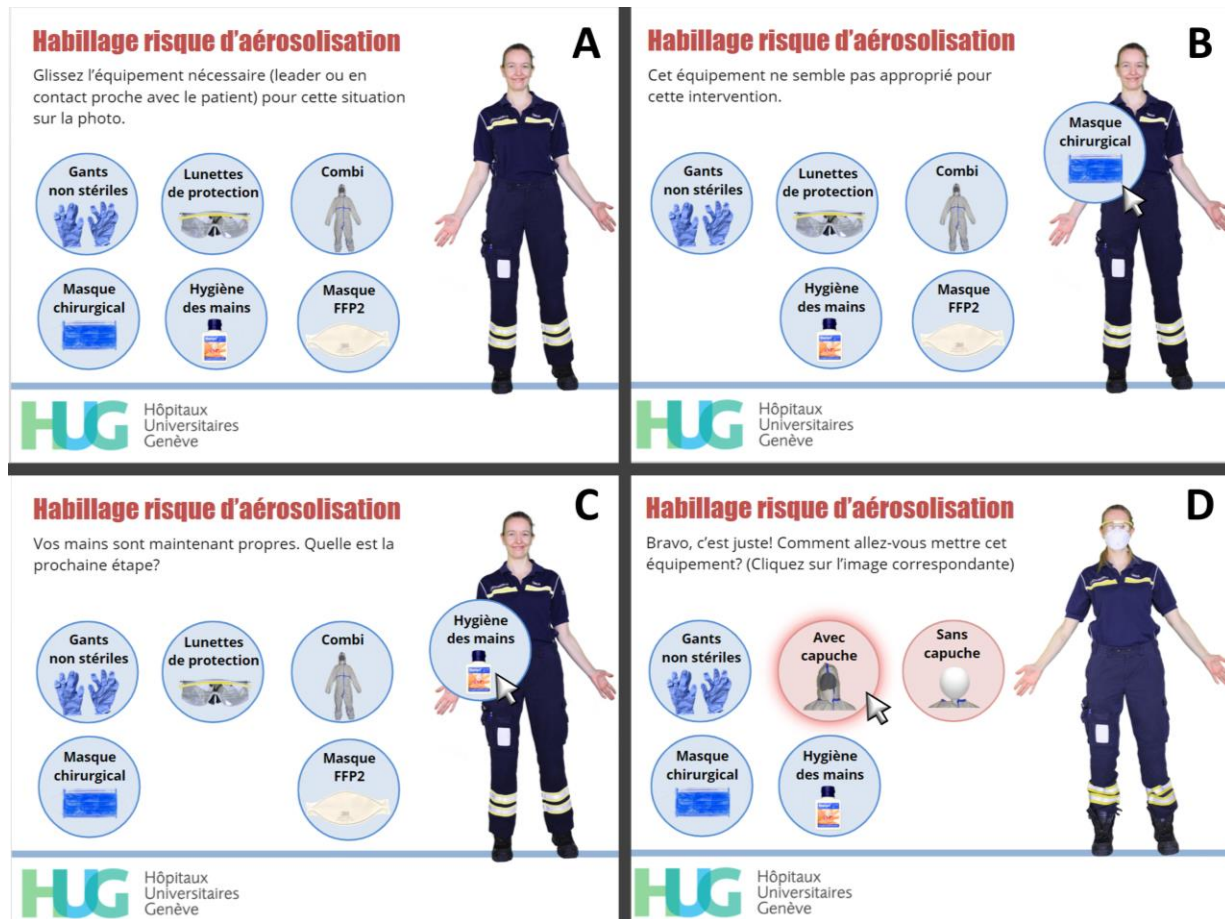 Habillage risque d'aérosolisation
A
Glissez l'équipement nécessaire (leader ou en
contact proche avec le patient) pour cette situation
sur la photo.
Gants
non stériles
Lunettes
de protection
Combi
Masque
chirurgical
Hygiène
des mains
Masque
FFP2
HUG
Hôpitaux
Universitaires
Genève
Habillage risque d'aérosolisation
B
Cet équipement ne semble pas approprié pour
cette intervention.
Masque
chirurgical
Gants
non stériles
Lunettes
de protection
Combi
Hygiène
des mains
Masque
FFP2
HUG
Hôpitaux
Universitaires
Genève
Habillage risque d'aérosolisation
C
Vos mains sont maintenant propres. Quelle est la
prochaine étape?
Hygiène
des mains
Gants
non stériles
Lunettes
de protection
Combi
Masque
chirurgical
Masque
FFP2
HUG
Hôpitaux
Universitaires
Genève
Habillage risque d'aérosolisation
D
Bravo, c'est juste! Comment allez-vous mettre cet
équipement? (Cliquez sur l'image correspondante)
Gants
non stériles
Avec
capuche
Sans
capuche
Masque
chirurgical
Hygiène
des mains
HUG
Hôpitaux
Universitaires
Genève